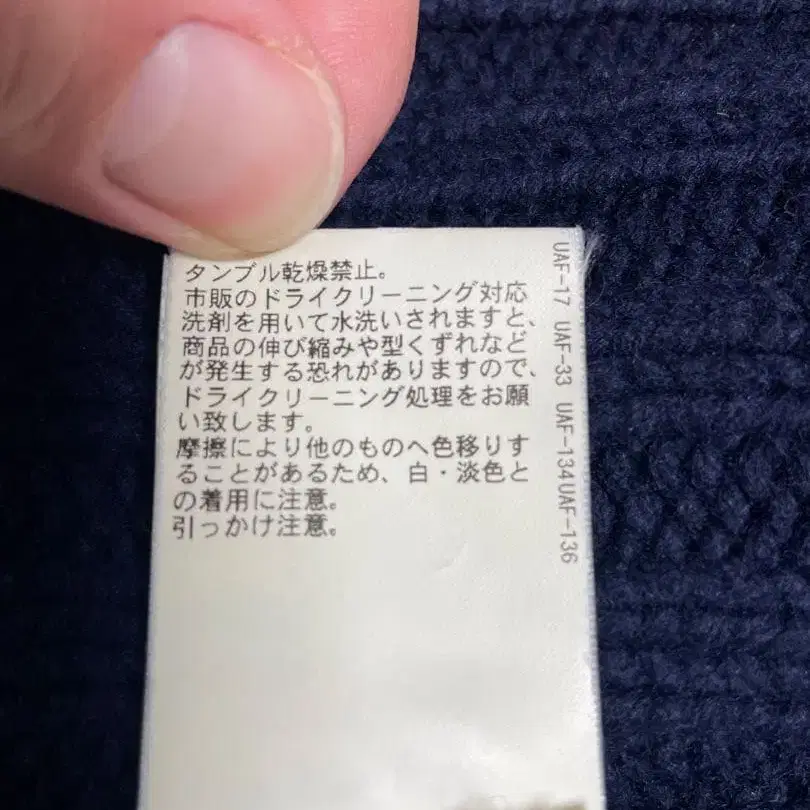 タンブル乾燥禁止。
市販のドライクリーニング対応
洗剤を用いて水洗いされますと、
商品の伸び縮みや型くずれなど
が発生する恐れがありますので、
ドライクリーニング処理をお願
い致します。
摩擦により他のものへ色移りす
ることがあるため、白・淡色と
の着用に注意。
引っかけ注意。
UAF-17 UAF-33 UAF-134UAF-136